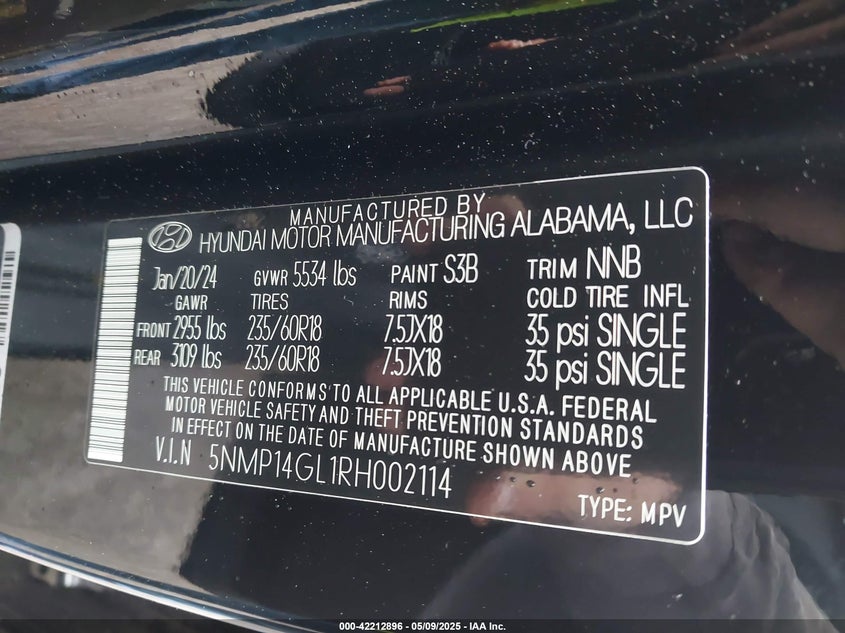 MANUFACTURED BY
HYUNDAI MOTOR MANUFACTURING ALABAMA, LLC
Jan/20/24 GVWR 5534 lbs PAINT S3B TRIM NNB
GAWR TIRES RIMS COLD TIRE INFL
FRONT 2955 lbs 235/60R18 7.5JX18 35 psi SINGLE
REAR 3109 lbs 235/60R18 7.5JX18 35 psi SINGLE
THIS VEHICLE CONFORMS TO ALL APPLICABLE U.S.A. FEDERAL
MOTOR VEHICLE SAFETY AND THEFT PREVENTION STANDARDS
IN EFFECT ON THE DATE OF MANUFACTURE SHOWN ABOVE
V.I.N 5NMP14GL1RH002114
TYPE: MPV
000-42212896 - 05/09/2025 - IAA Inc.